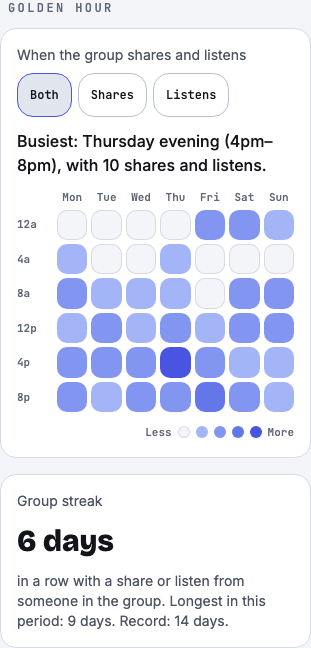 GOLDEN HOUR
When the group shares and listens
Both Shares Listens
Busiest: Thursday evening (4pm–
8pm), with 10 shares and listens.
Mon Tue Wed Thu Fri Sat Sun
12a
4a
8a
12p
4p
8p
Less More
Group streak
6 days
in a row with a share or listen from
someone in the group. Longest in this
period: 9 days. Record: 14 days.